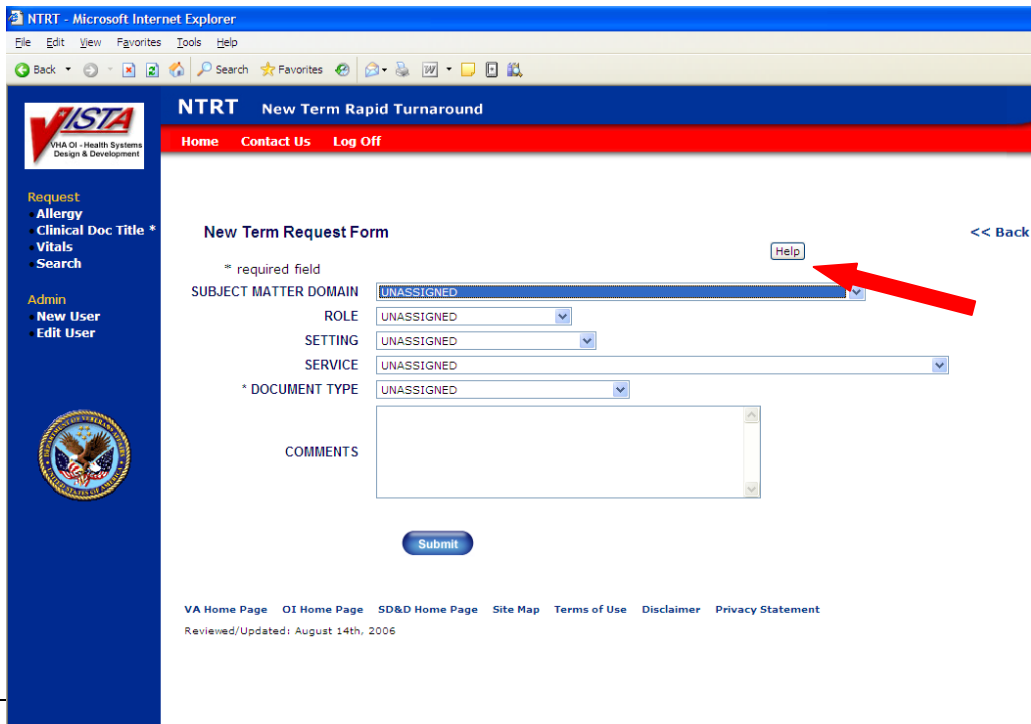 NTRT - Microsoft Internet Explorer
File Edit View Favorites Tools Help
Back Search Favorites
VISTA
VHA OI - Health Systems
Design & Development
NTRT New Term Rapid Turnaround
Home Contact Us Log Off
Request
Allergy
Clinical Doc Title *
Vitals
Search
Admin
New User
Edit User
New Term Request Form
<< Back
Help
* required field
SUBJECT MATTER DOMAIN UNASSIGNED
ROLE UNASSIGNED
SETTING UNASSIGNED
SERVICE UNASSIGNED
* DOCUMENT TYPE UNASSIGNED
COMMENTS
Submit
VA Home Page OI Home Page SD&D Home Page Site Map Terms of Use Disclaimer Privacy Statement
Reviewed/Updated: August 14th, 2006